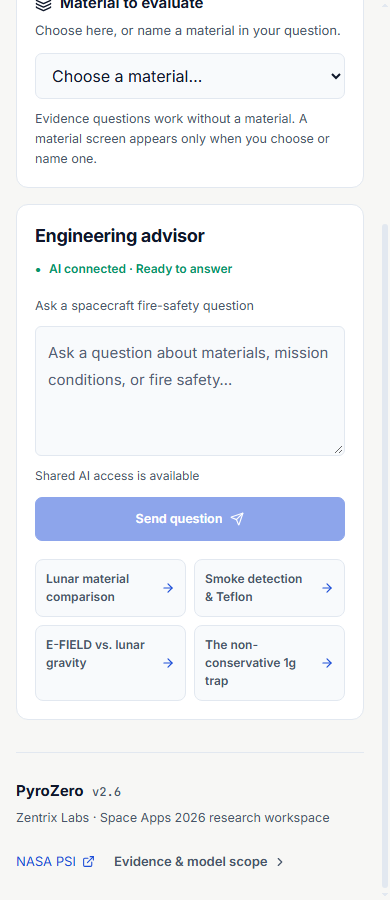 Material to evaluate
Choose here, or name a material in your question.
Choose a material...
Evidence questions work without a material. A
material screen appears only when you choose or
name one.
Engineering advisor
AI connected · Ready to answer
Ask a spacecraft fire-safety question
Ask a question about materials, mission
conditions, or fire safety...
Shared AI access is available
Send question
Lunar material
comparison
Smoke detection
& Teflon
E-FIELD vs. lunar
gravity
The non-
conservative 1g
trap
PyroZero v2.6
Zentrix Labs · Space Apps 2026 research workspace
NASA PSI
Evidence & model scope